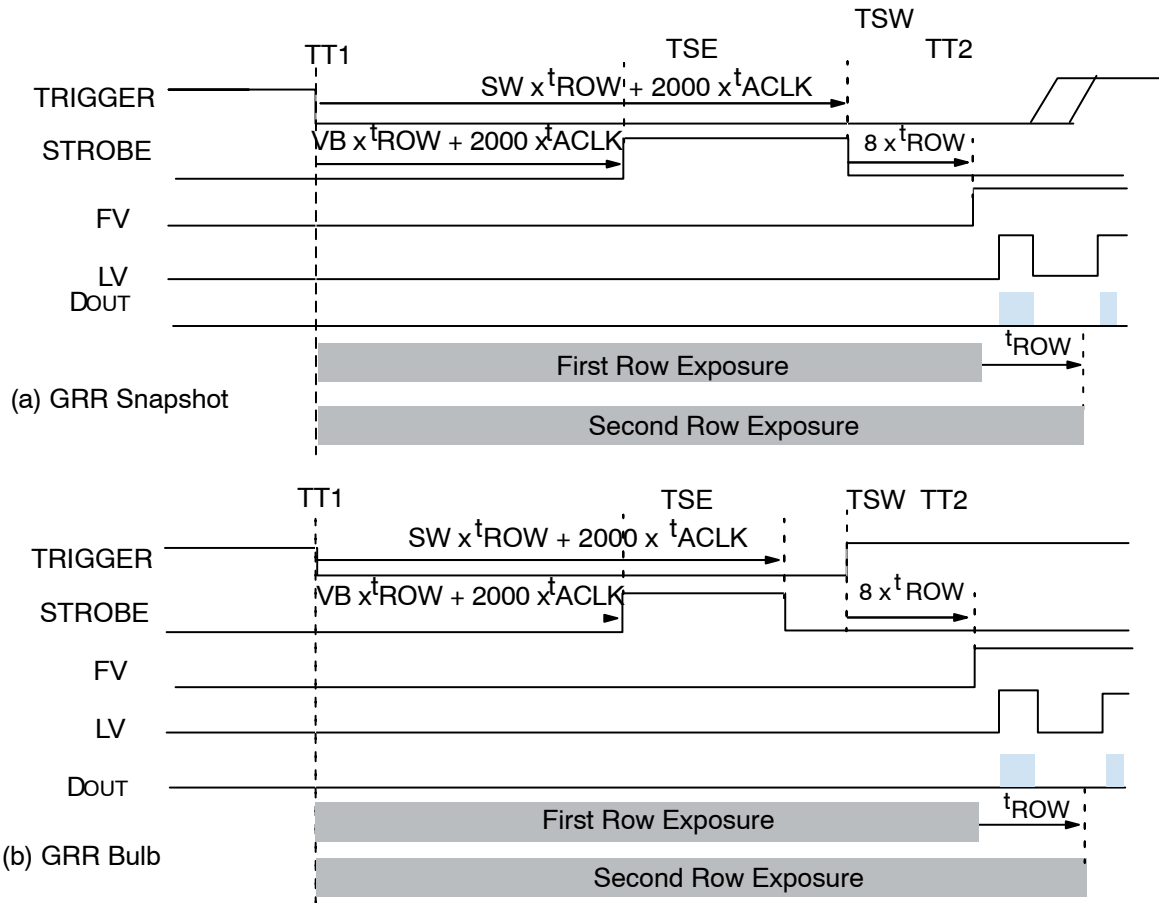 TSW
TT1 TSE TT2
SW x tROW + 2000 x tACLK
TRIGGER
VB x tROW + 2000 x tACLK 8 x tROW
STROBE
FV
LV
DOUT
tROW
First Row Exposure
(a) GRR Snapshot
Second Row Exposure
TT1 TSE TSW TT2
SW x tROW + 2000 x tACLK
TRIGGER
VB x tROW + 2000 x tACLK 8 x tROW
STROBE
FV
LV
DOUT
tROW
First Row Exposure
(b) GRR Bulb
Second Row Exposure